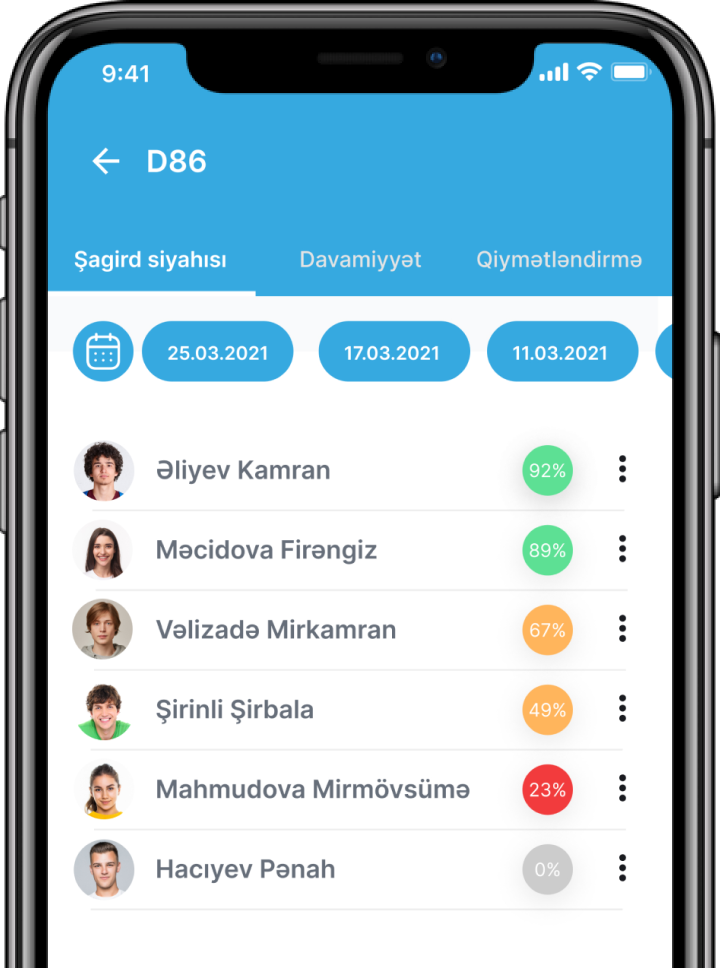 9:41
D86
Şagird siyahısı Davamiyyət Qiymətləndirmə
25.03.2021 17.03.2021 11.03.2021
Əliyev Kamran 92%
Məcidova Firəngiz 89%
Vəlizadə Mirkamran 67%
Şirinli Şirbala 49%
Mahmudova Mirmövsümə 23%
Hacıyev Pənah 0%